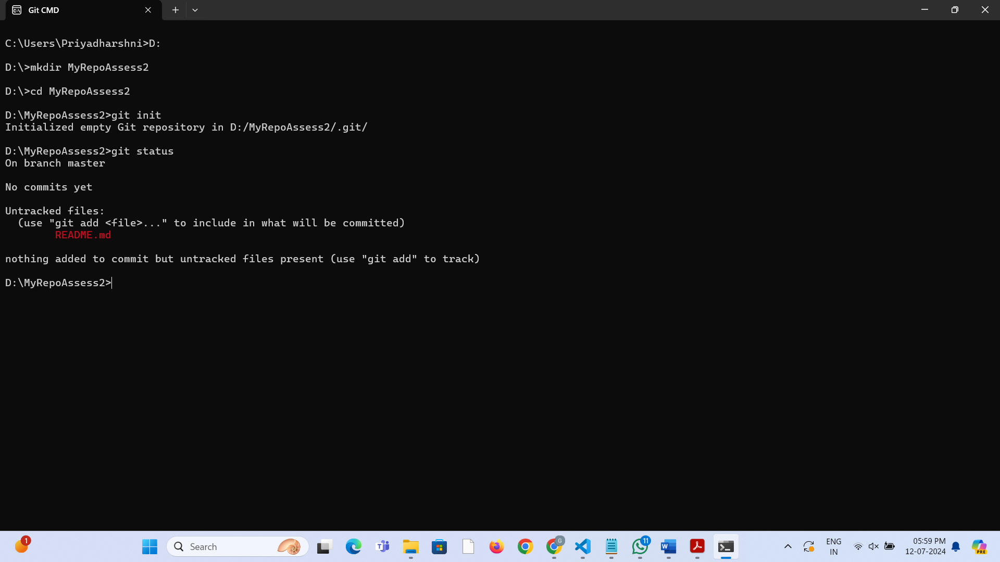 Git CMD
C:\Users\Priyadharshni>D:
D:\>mkdir MyRepoAssess2
D:\>cd MyRepoAssess2
D:\MyRepoAssess2>git init
Initialized empty Git repository in D:/MyRepoAssess2/.git/
D:\MyRepoAssess2>git status
On branch master
No commits yet
Untracked files:
  (use "git add <file>..." to include in what will be committed)
        README.md
nothing added to commit but untracked files present (use "git add" to track)
D:\MyRepoAssess2>
1
Search
T
G
11
W
PRE
ENG
IN
05:59 PM
12-07-2024